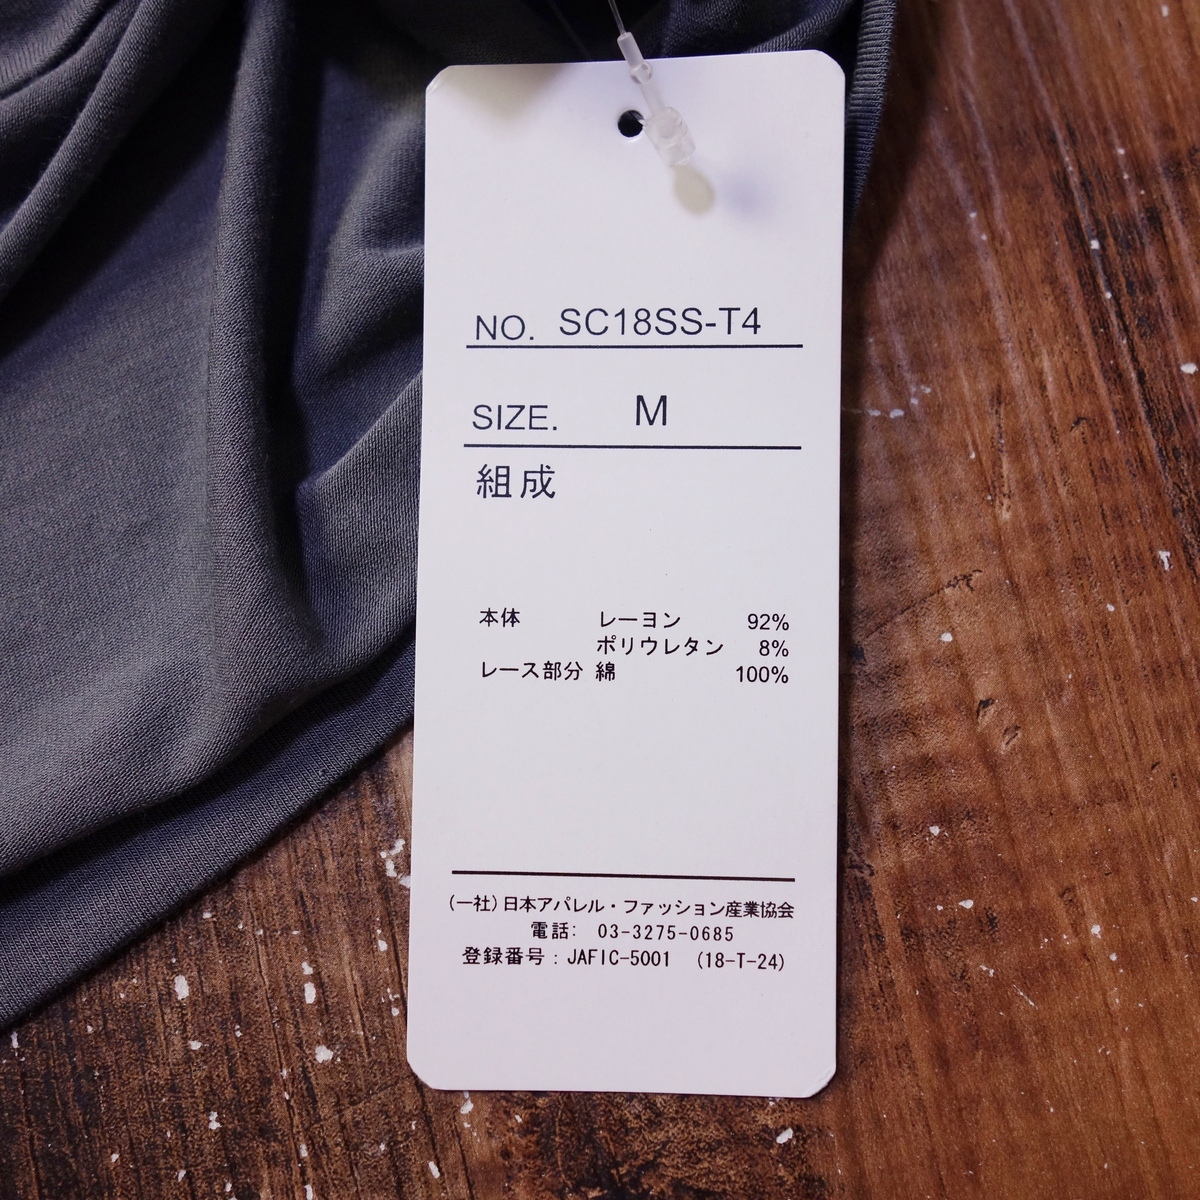 NO. SC18SS-T4
SIZE. M
組成
本体 レーヨン 92%
ポリウレタン 8%
レース部分 綿 100%
(一社)日本アパレル・ファッション産業協会
電話: 03-3275-0685
登録番号:JAFIC-5001 (18-T-24)